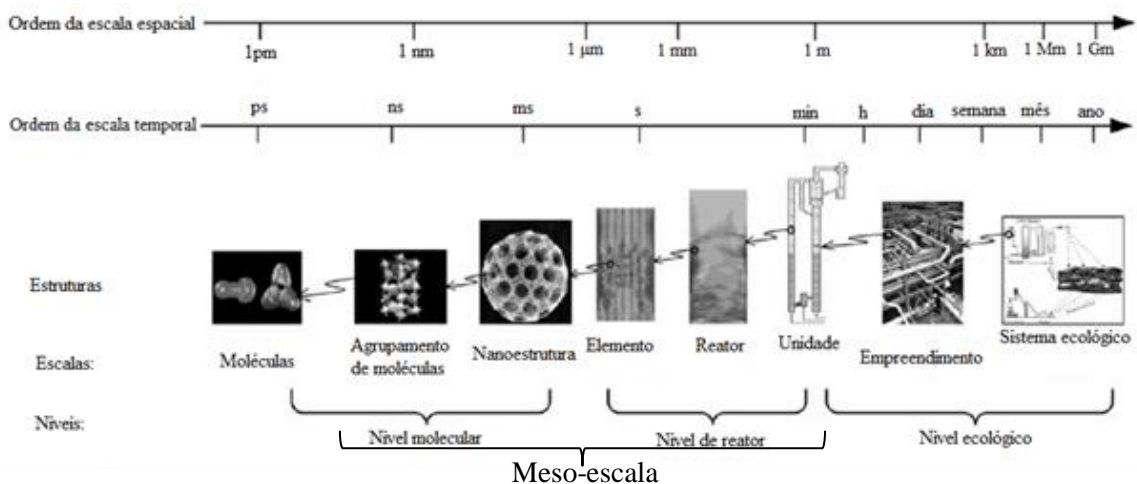 Ordem da escala espacial
1pm 1 nm 1 µm 1 mm 1 m 1 km 1 Mm 1 Gm
ps ns ms s min h dia semana mês ano
Ordem da escala temporal
Estruturas
Escalas:
Moléculas
Agrupamento
de moléculas
Nanoestrutura
Elemento
Reator
Unidade
Empreendimento
Sistema ecológico
Níveis:
Nível molecular
Nível de reator
Nível ecológico
Meso-escala